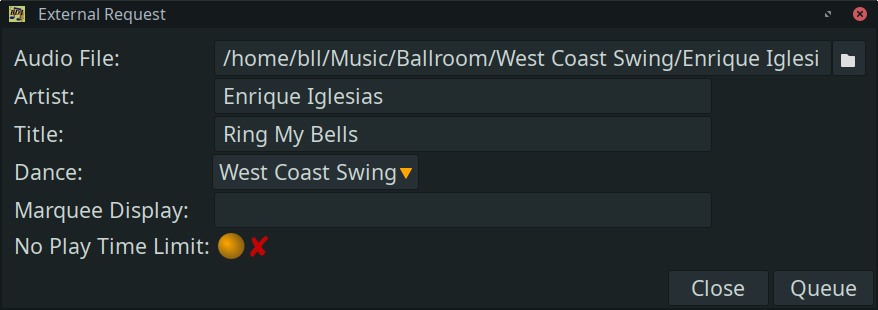 External Request
Audio File: /home/bll/Music/Ballroom/West Coast Swing/Enrique Iglesi
Artist: Enrique Iglesias
Title: Ring My Bells
Dance: West Coast Swing
Marquee Display:
No Play Time Limit:
Close Queue